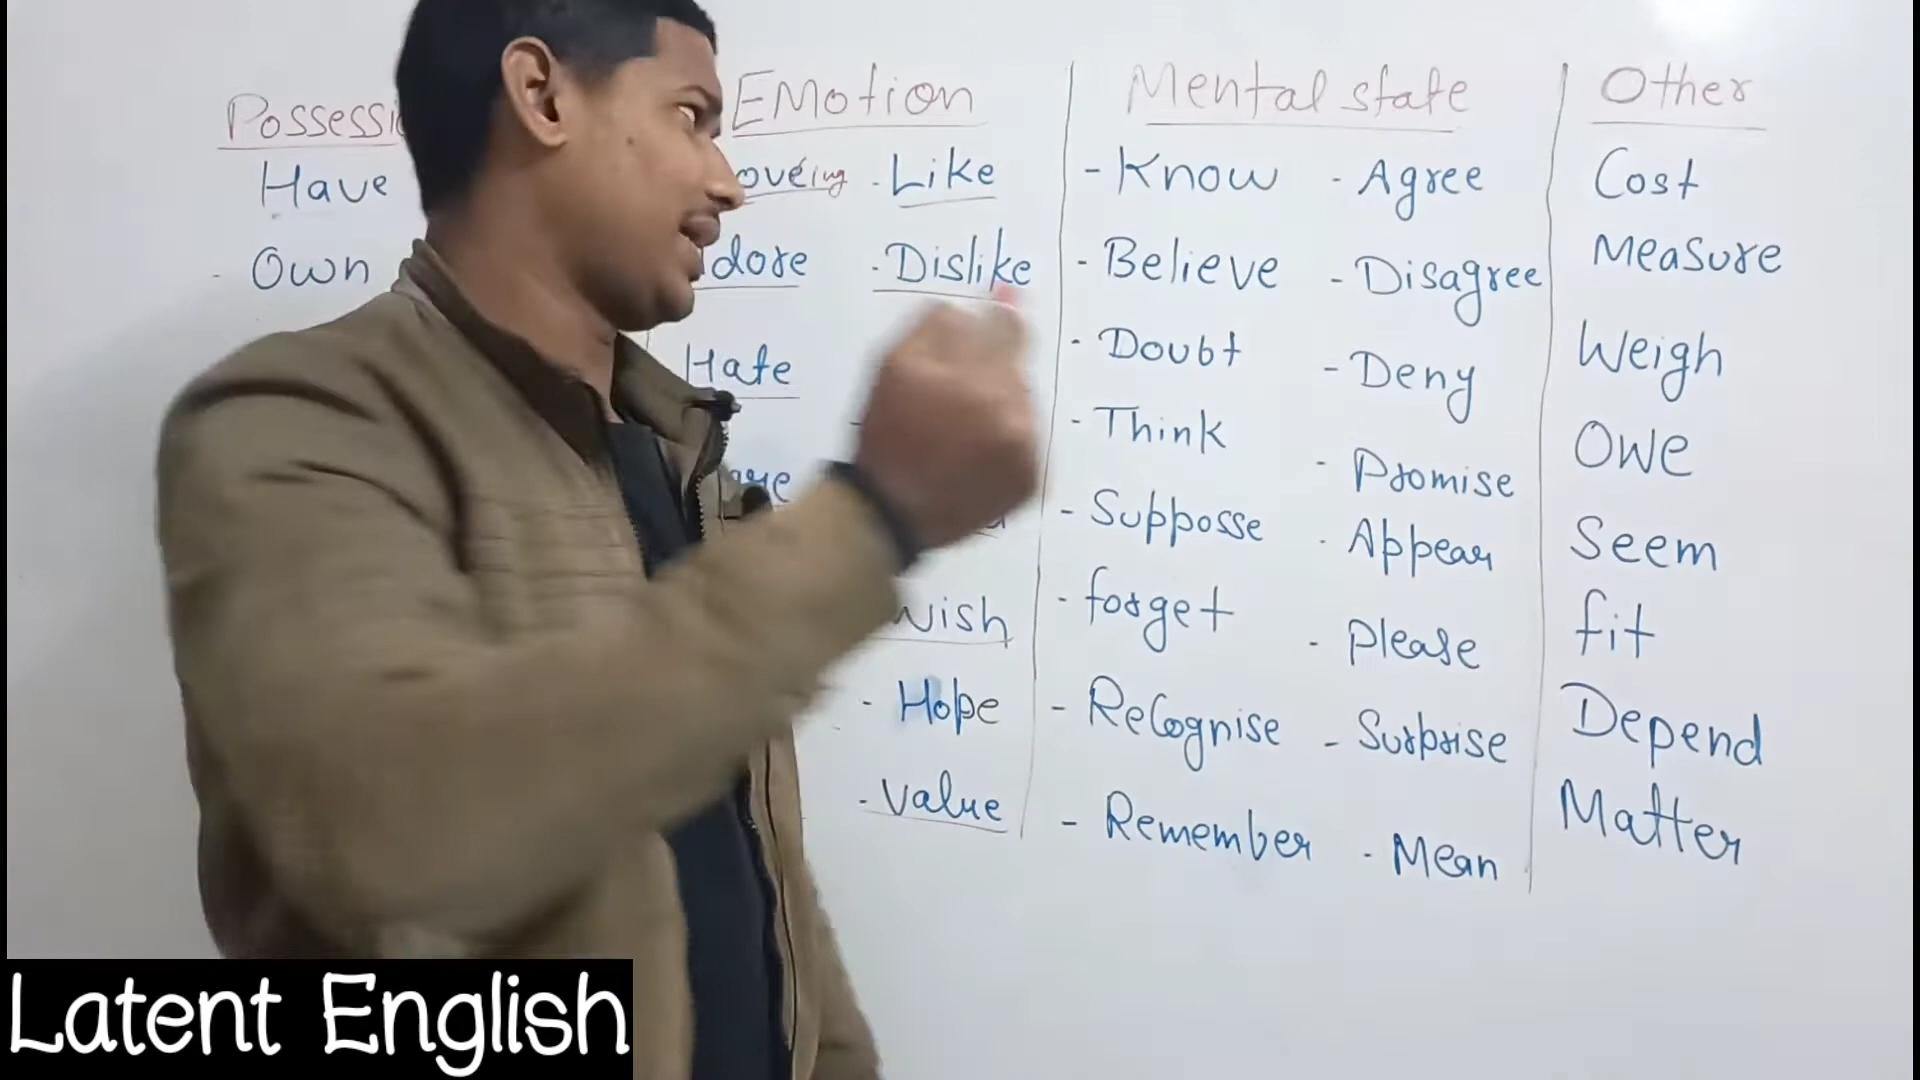 Possessi
EMotion
Mental state
Other
Have
oveing
- Like
- Know
- Agree
Cost
- Own
dore
- Dislike
- Believe
- Disagree
Measure
Hate
- Doubt
- Deny
Weigh
- Think
- Promise
Owe
- Supposse
- Appear
Seem
Wish
- forget
- Please
fit
- Hope
- Recognise
- Surprise
Depend
- Value
- Remember
- Mean
Matter
Latent English